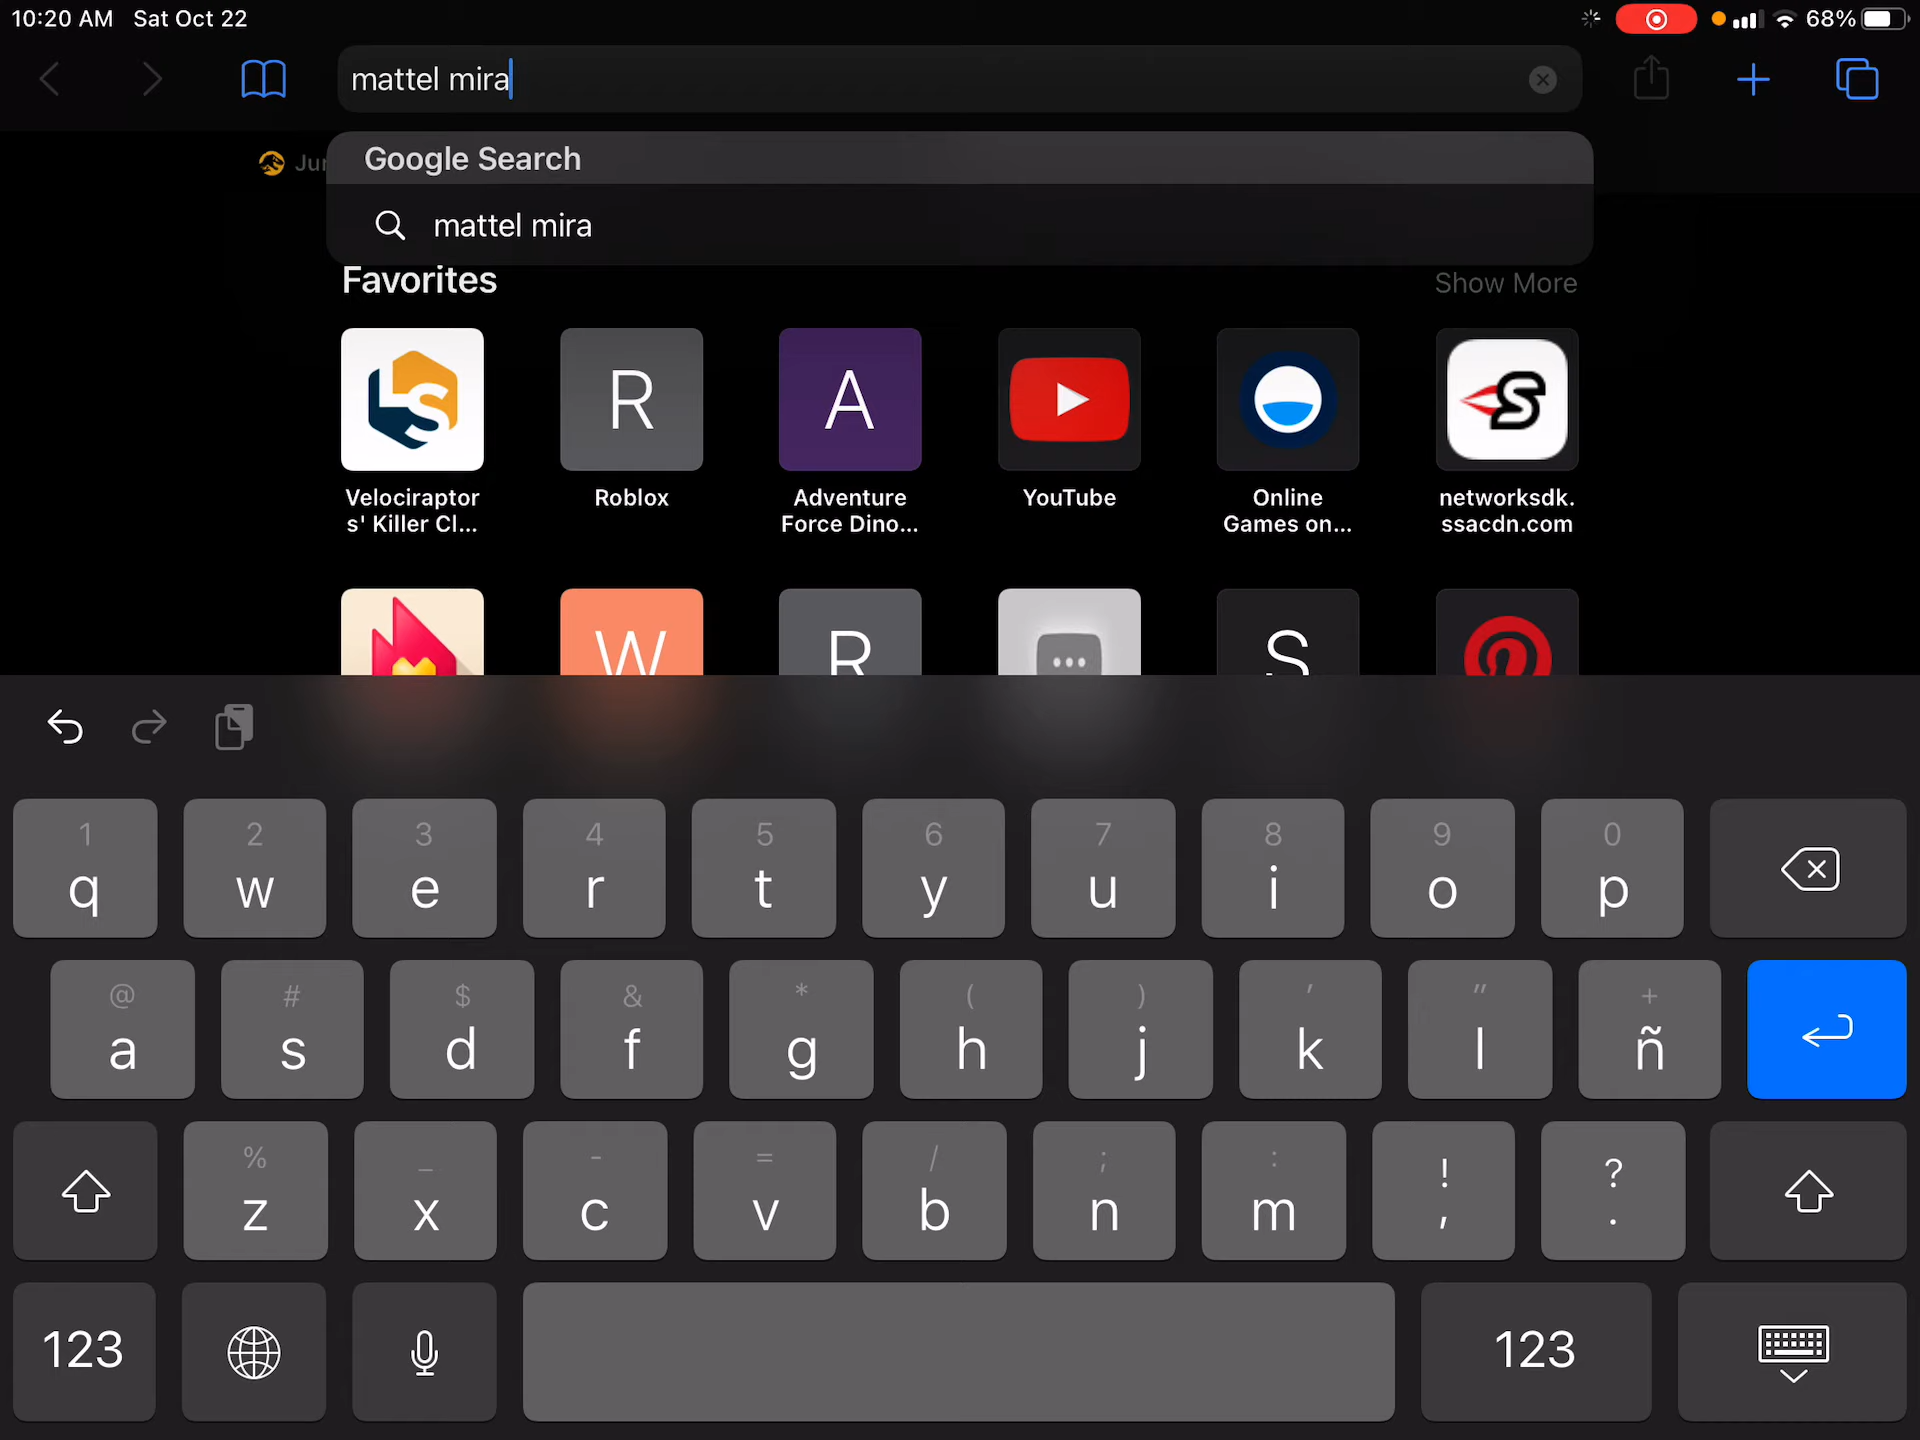 10:20 AM Sat Oct 22
68%
mattel mira
Jur
Google Search
mattel mira
Favorites
Show More
R
A
Velociraptor
s' Killer Cl...
Roblox
Adventure
Force Dino...
YouTube
Online
Games on...
networksdk.
ssacdn.com
W
R
S
1 2 3 4 5 6 7 8 9 0
q w e r t y u i o p
@ # $ & * ( ) ' " +
a s d f g h j k l ñ
% _ - = / ; : ! ?
z x c v b n m , .
123
123